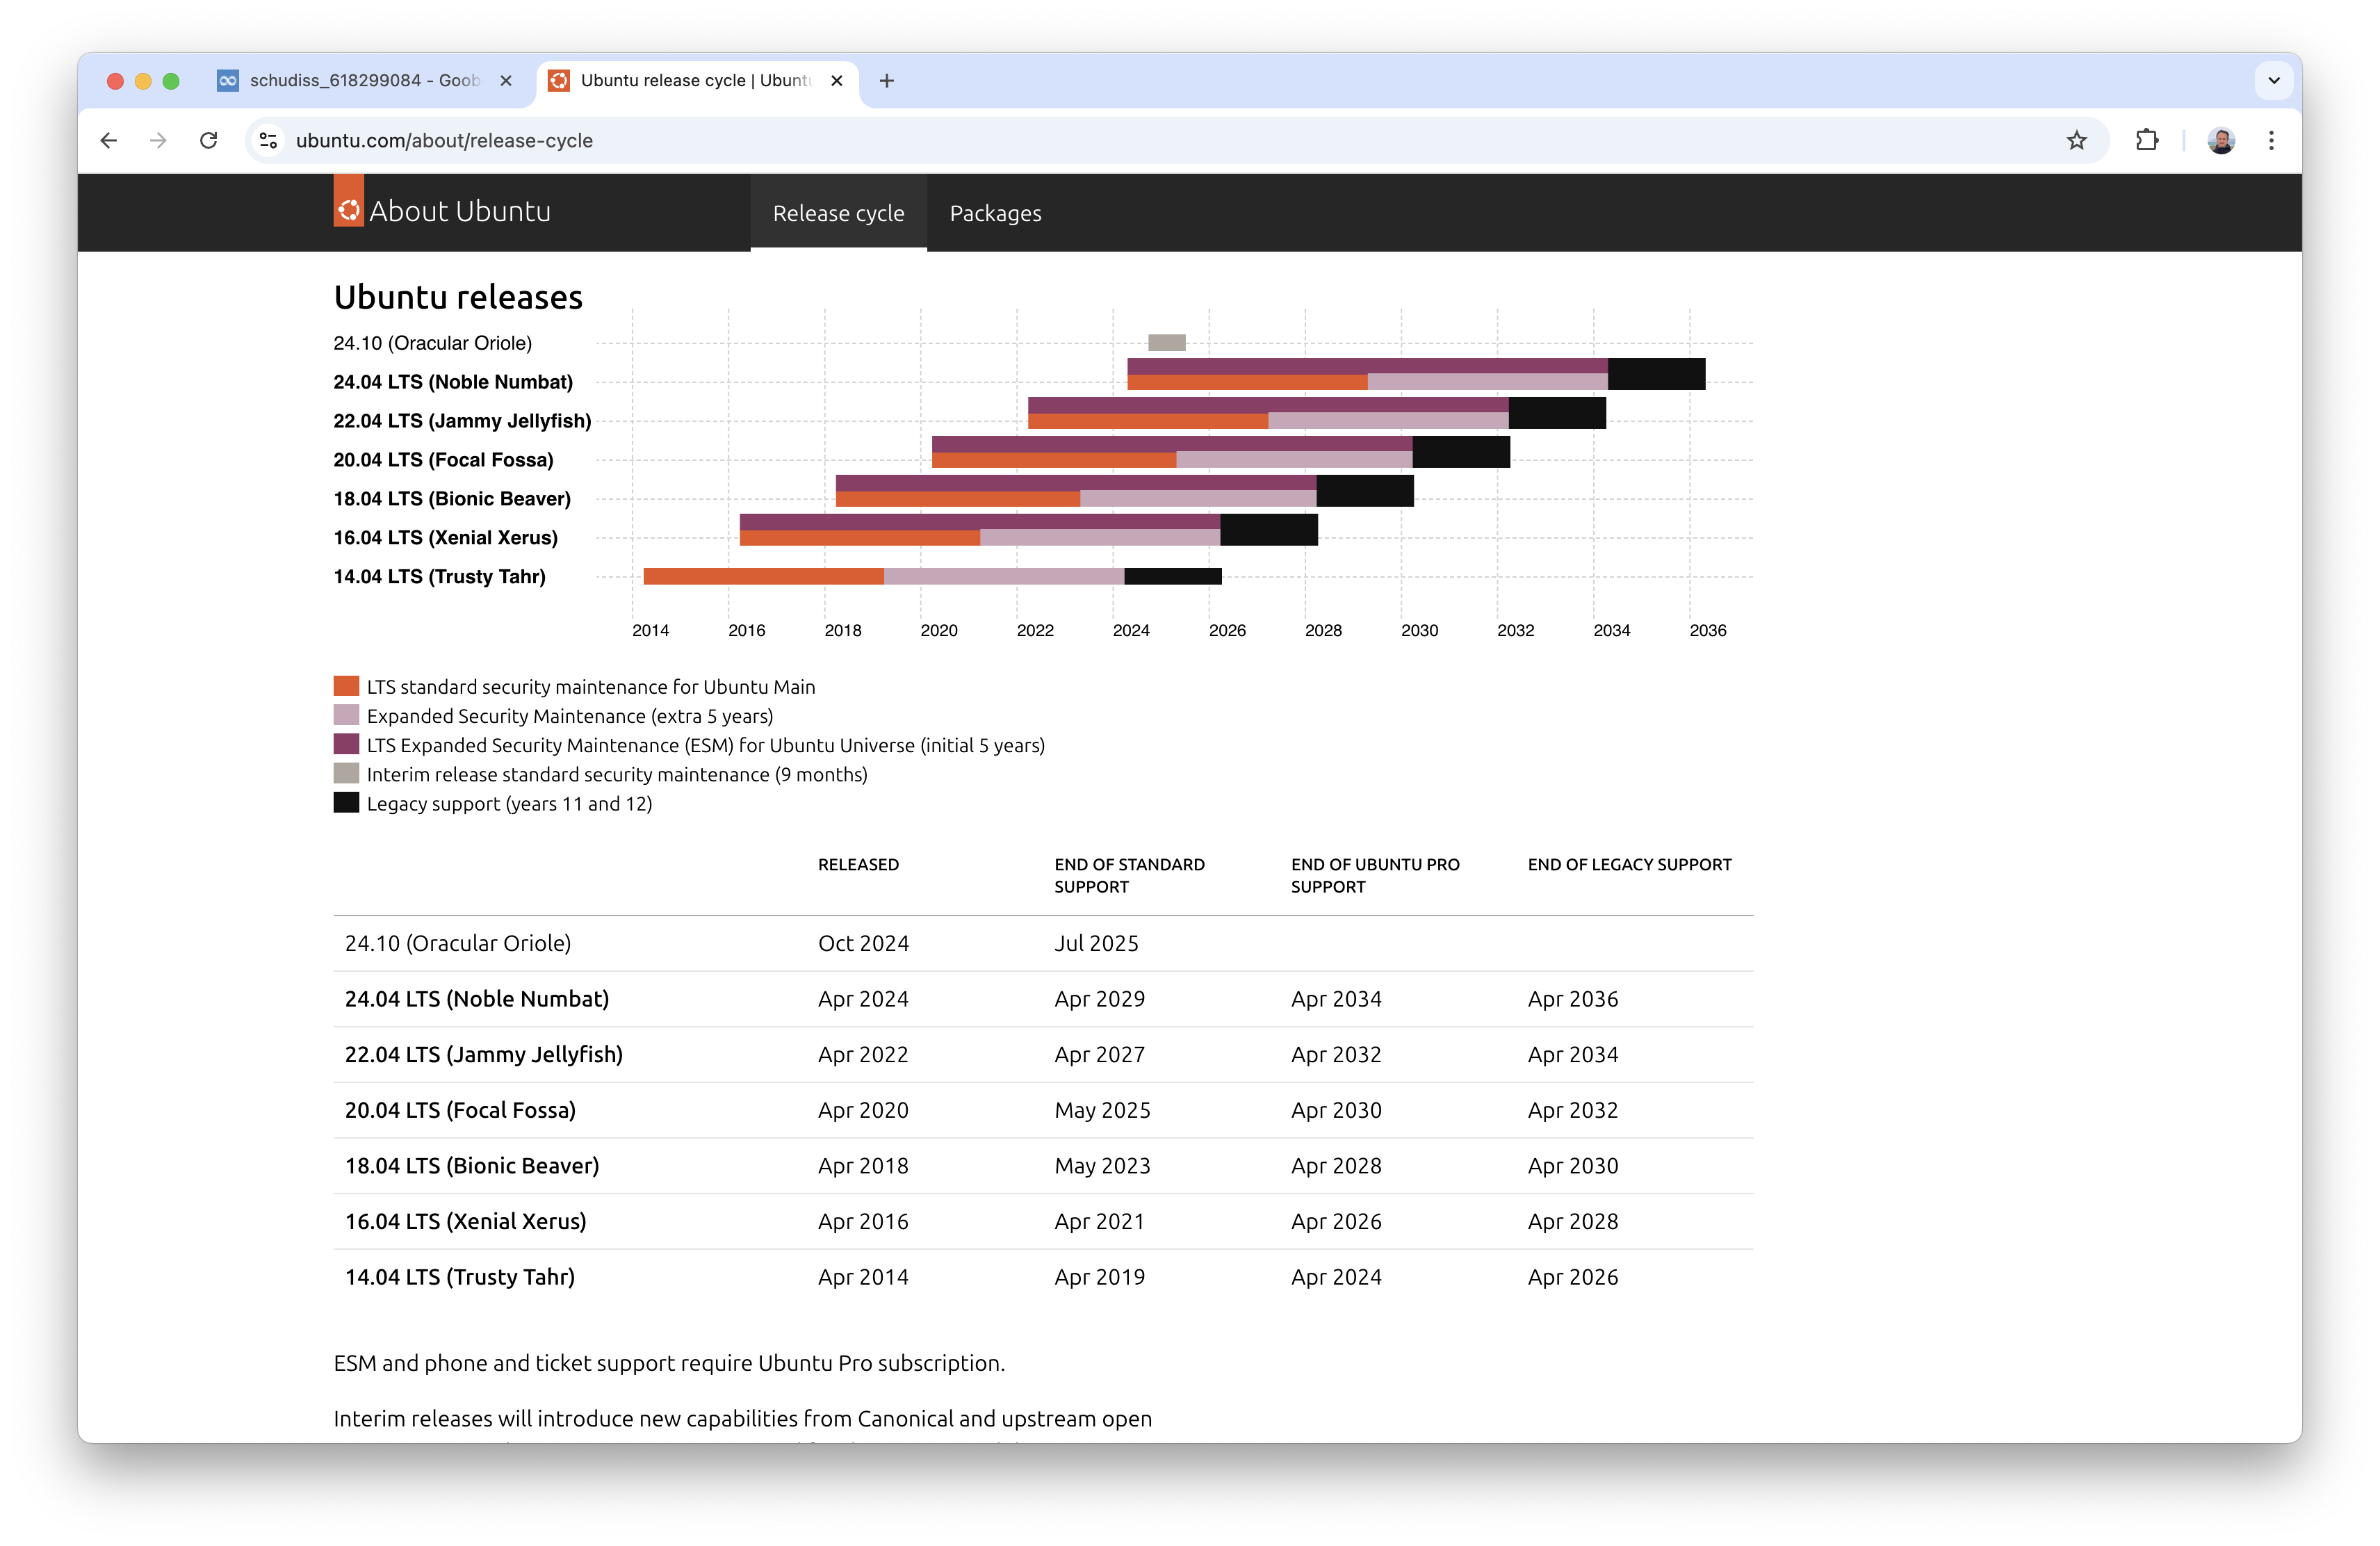 schudiss_618299084 - Goob
Ubuntu release cycle | Ubuntu
ubuntu.com/about/release-cycle
About Ubuntu
Release cycle
Packages
Ubuntu releases
24.10 (Oracular Oriole)
24.04 LTS (Noble Numbat)
22.04 LTS (Jammy Jellyfish)
20.04 LTS (Focal Fossa)
18.04 LTS (Bionic Beaver)
16.04 LTS (Xenial Xerus)
14.04 LTS (Trusty Tahr)
2014 2016 2018 2020 2022 2024 2026 2028 2030 2032 2034 2036
LTS standard security maintenance for Ubuntu Main
Expanded Security Maintenance (extra 5 years)
LTS Expanded Security Maintenance (ESM) for Ubuntu Universe (initial 5 years)
Interim release standard security maintenance (9 months)
Legacy support (years 11 and 12)
RELEASED END OF STANDARD SUPPORT END OF UBUNTU PRO SUPPORT END OF LEGACY SUPPORT
24.10 (Oracular Oriole) Oct 2024 Jul 2025
24.04 LTS (Noble Numbat) Apr 2024 Apr 2029 Apr 2034 Apr 2036
22.04 LTS (Jammy Jellyfish) Apr 2022 Apr 2027 Apr 2032 Apr 2034
20.04 LTS (Focal Fossa) Apr 2020 May 2025 Apr 2030 Apr 2032
18.04 LTS (Bionic Beaver) Apr 2018 May 2023 Apr 2028 Apr 2030
16.04 LTS (Xenial Xerus) Apr 2016 Apr 2021 Apr 2026 Apr 2028
14.04 LTS (Trusty Tahr) Apr 2014 Apr 2019 Apr 2024 Apr 2026
ESM and phone and ticket support require Ubuntu Pro subscription.
Interim releases will introduce new capabilities from Canonical and upstream open